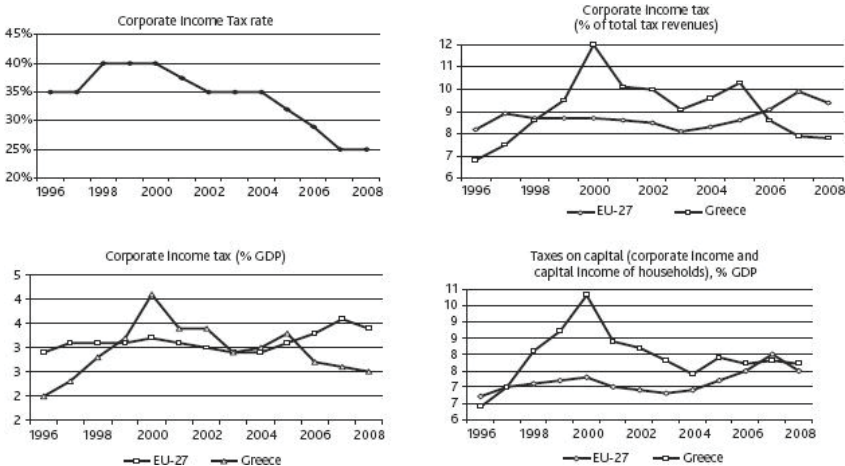 Corporate Income Tax rate
45%
40%
35%
30%
25%
20%
1996 1998 2000 2002 2004 2006 2008
Corporate Income tax
(% of total tax revenues)
12
11
10
9
8
7
6
1996 1998 2000 2002 2004 2006 2008
EU-27 Greece
Corporate Income tax (% GDP)
5
4
4
3
3
2
2
1996 1998 2000 2002 2004 2006 2008
EU-27 Greece
Taxes on capital (corporate Income and
capital Income of households), % GDP
11
10
9
8
7
6
1996 1998 2000 2002 2004 2006 2008
EU-27 Greece